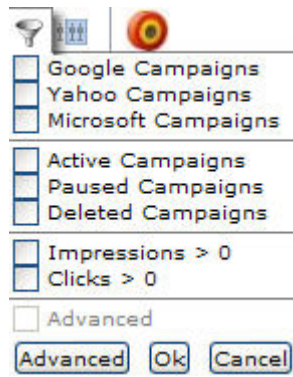 Google Campaigns
Yahoo Campaigns
Microsoft Campaigns
Active Campaigns
Paused Campaigns
Deleted Campaigns
Impressions > 0
Clicks > 0
Advanced
Advanced Ok Cancel